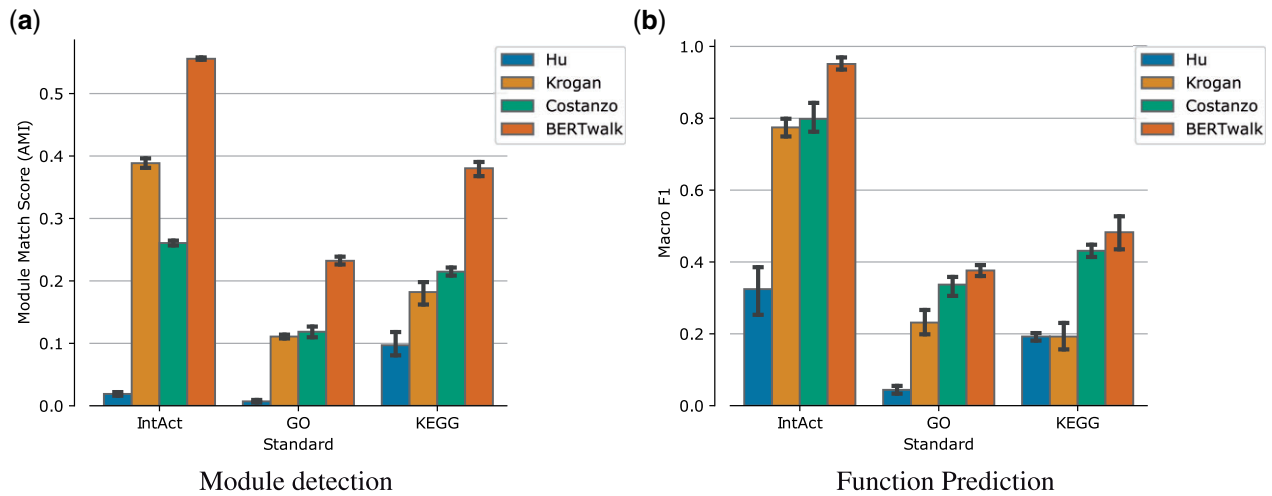 (a)
Module Match Score (AMI)
0.5
0.4
0.3
0.2
0.1
0.0
IntAct
GO
KEGG
Standard
Hu
Krogan
Costanzo
BERTwalk
Module detection
(b)
Macro F1
1.0
0.8
0.6
0.4
0.2
0.0
IntAct
GO
KEGG
Standard
Hu
Krogan
Costanzo
BERTwalk
Function Prediction